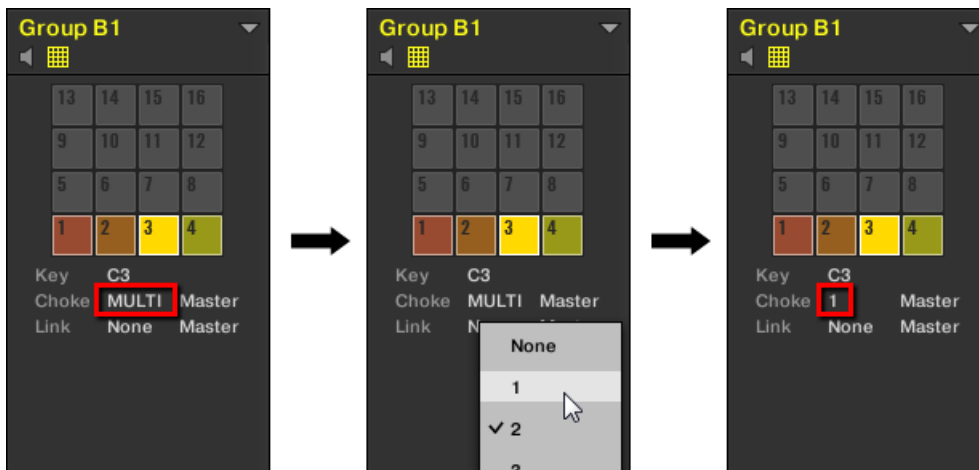 Group B1
13 14 15 16
9 10 11 12
5 6 7 8
1 2 3 4
Key C3
Choke MULTI Master
Link None Master
Group B1
13 14 15 16
9 10 11 12
5 6 7 8
1 2 3 4
Key C3
Choke MULTI Master
Link
None
1
2
Group B1
13 14 15 16
9 10 11 12
5 6 7 8
1 2 3 4
Key C3
Choke 1 Master
Link None Master